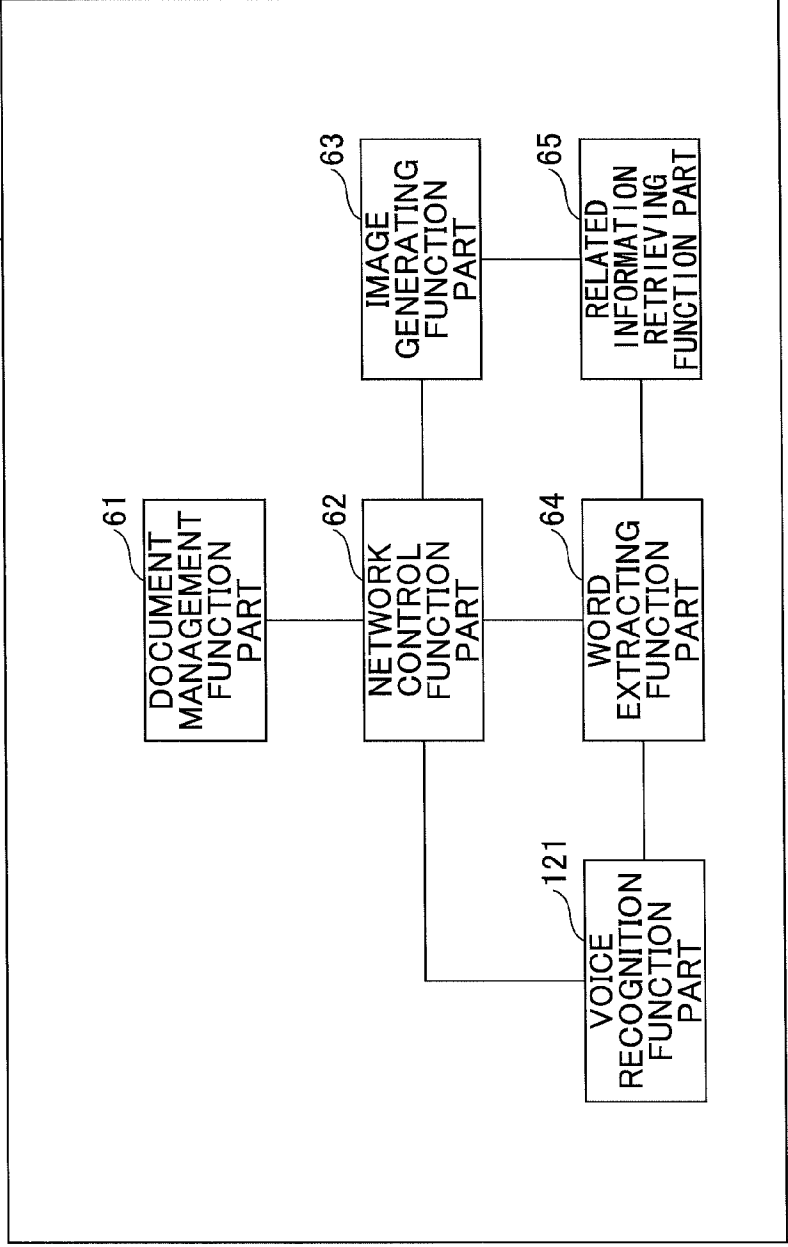 61
DOCUMENT
MANAGEMENT
FUNCTION
PART
62
NETWORK
CONTROL
FUNCTION
PART
63
IMAGE
GENERATING
FUNCTION
PART
121
VOICE
RECOGNITION
FUNCTION
PART
64
WORD
EXTRACTING
FUNCTION
PART
65
RELATED
INFORMATION
RETRIEVING
FUNCTION PART